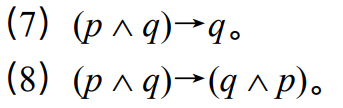 (7) (p ∧ q)→q。
(8) (p ∧ q)→(q ∧ p)。